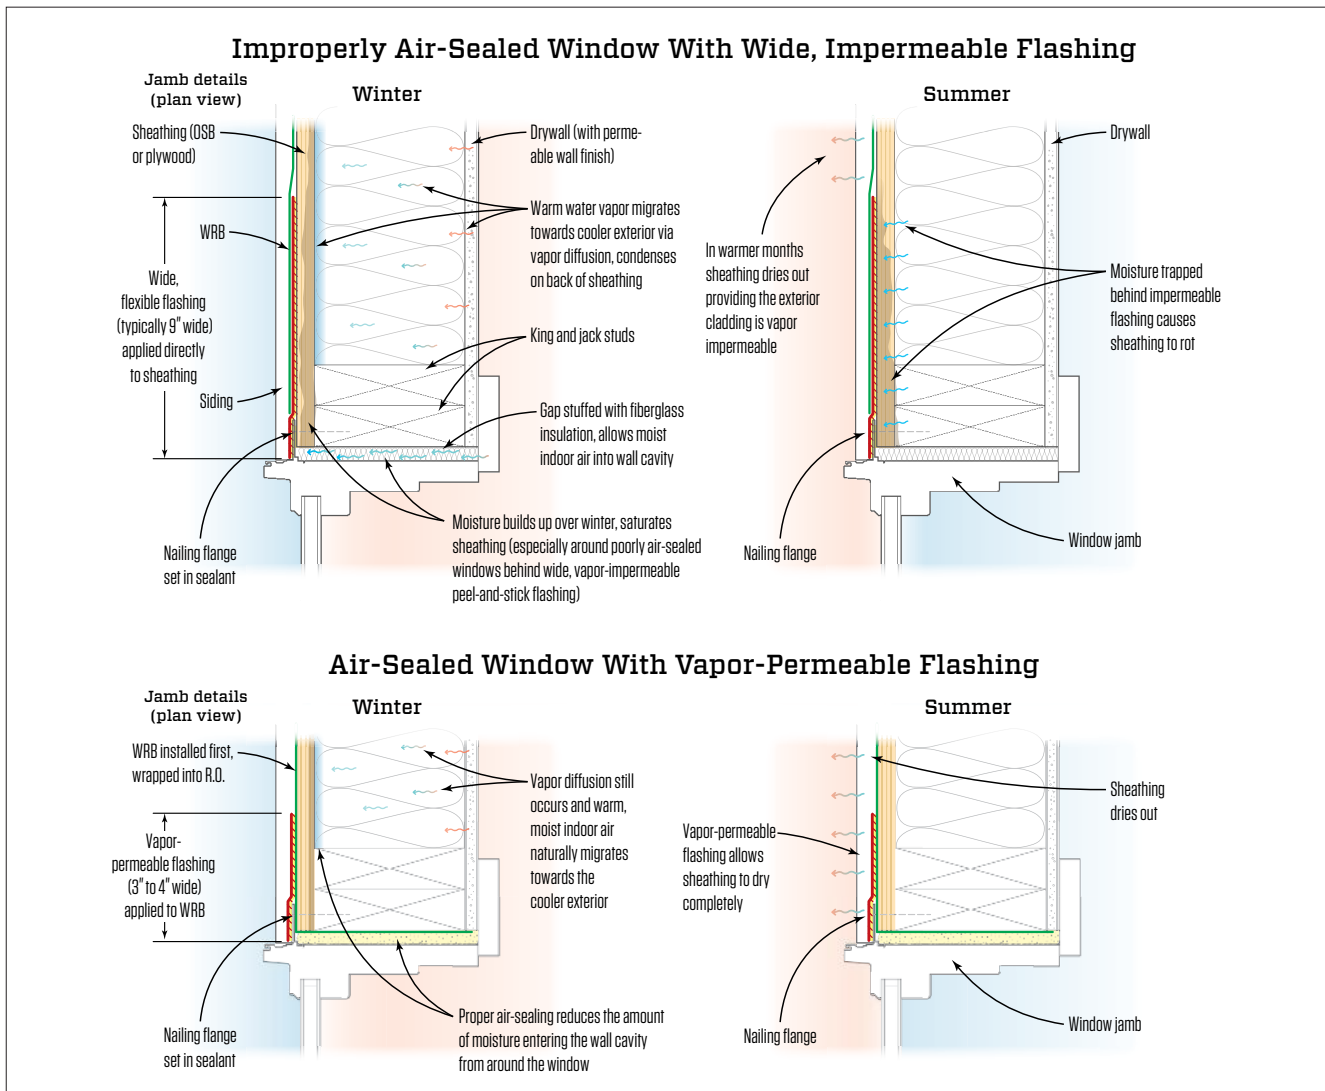 Improperly Air-Sealed Window With Wide, Impermeable Flashing
Jamb details
(plan view)
Winter
Sheathing (OSB
or plywood)
WRB
Wide,
flexible flashing
(typically 9" wide)
applied directly
to sheathing
Siding
Nailing flange
set in sealant
Drywall (with perme-
able wall finish)
Warm water vapor migrates
towards cooler exterior via
vapor diffusion, condenses
on back of sheathing
King and jack studs
Gap stuffed with fiberglass
insulation, allows moist
indoor air into wall cavity
Moisture builds up over winter, saturates
sheathing (especially around poorly air-sealed
windows behind wide, vapor-impermeable
peel-and-stick flashing)
Summer
Drywall
In warmer months
sheathing dries out
providing the exterior
cladding is vapor
impermeable
Moisture trapped
behind impermeable
flashing causes
sheathing to rot
Nailing flange
Window jamb
Air-Sealed Window With Vapor-Permeable Flashing
Jamb details
(plan view)
Winter
WRB installed first,
wrapped into R.O.
Vapor-
permeable flashing
(3" to 4" wide)
applied to WRB
Nailing flange
set in sealant
Vapor diffusion still
occurs and warm,
moist indoor air
naturally migrates
towards the
cooler exterior
Proper air-sealing reduces the amount
of moisture entering the wall cavity
from around the window
Summer
Sheathing
dries out
Vapor-permeable
flashing allows
sheathing to dry
completely
Nailing flange
Window jamb